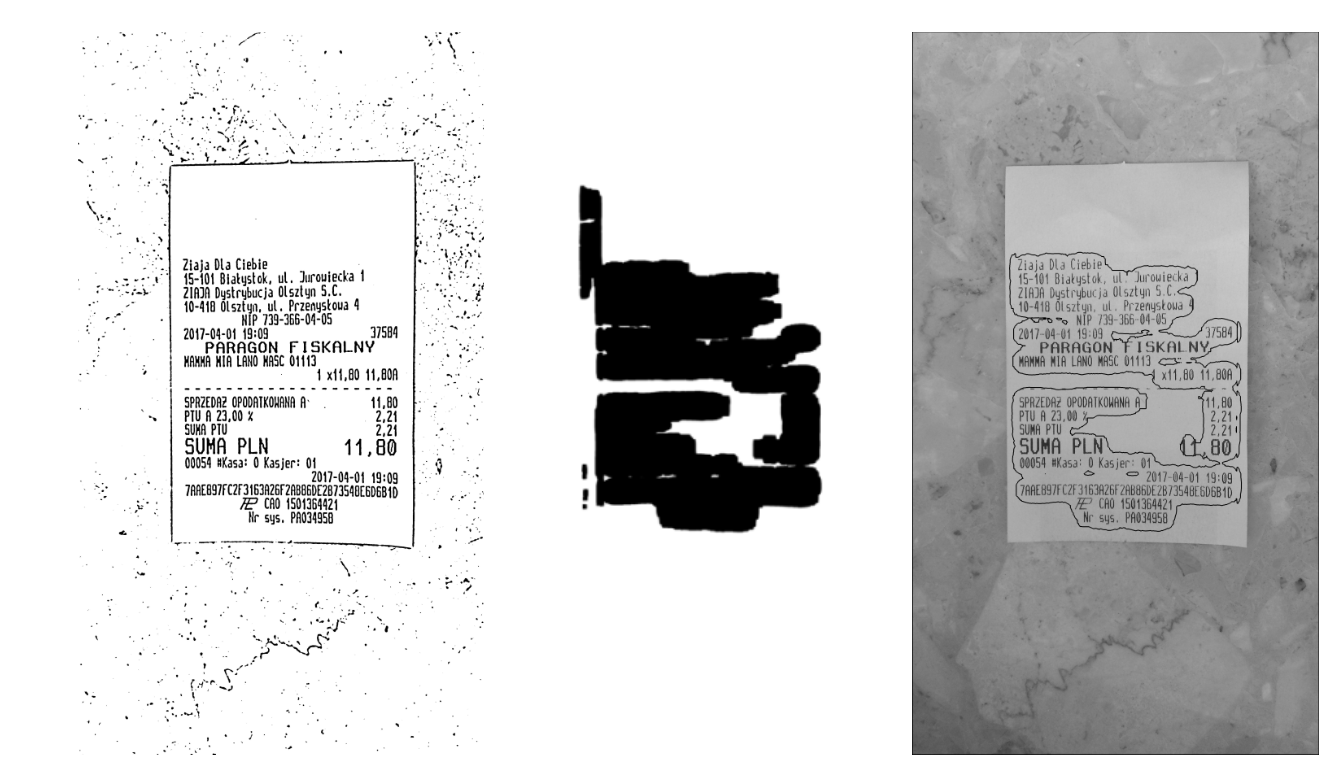 Ziaja Dla Ciebie
15-101 Białystok, ul. Jurowiecka 1
ZIAJA Dystrybucja Olsztyn S.C.
10-418 Olsztyn, ul. Przemysłowa 4
NIP 739-366-04-05
2017-04-01 19:09 37584
PARAGON FISKALNY
MAMMA MIA LANO MASC 01113
1 x11,80 11,80A
SPRZEDAŻ OPODATKOWANA A 11,80
PTU A 23,00 % 2,21
SUMA PTU 2,21
SUMA PLN 11,80
00054 #Kasa: 0 Kasjer: 01
2017-04-01 19:09
7AAE897FC2F3163A26F2AB86DE2B73548E6D6B1D
CAO 1501364421
Nr sys. PA034958
Ziaja Dla Ciebie
15-101 Białystok, ul. Jurowiecka 1
ZIAJA Dystrybucja Olsztyn S.C.
10-418 Olsztyn, ul. Przemysłowa 4
NIP 739-366-04-05
2017-04-01 19:09 37584
PARAGON FISKALNY
MAMMA MIA LANO MASC 01113
1 x11,80 11,80A
SPRZEDAŻ OPODATKOWANA A 11,80
PTU A 23,00 % 2,21
SUMA PTU 2,21
SUMA PLN 11,80
00054 #Kasa: 0 Kasjer: 01
2017-04-01 19:09
7AAE897FC2F3163A26F2AB86DE2B73548E6D6B1D
CAO 1501364421
Nr sys. PA034958